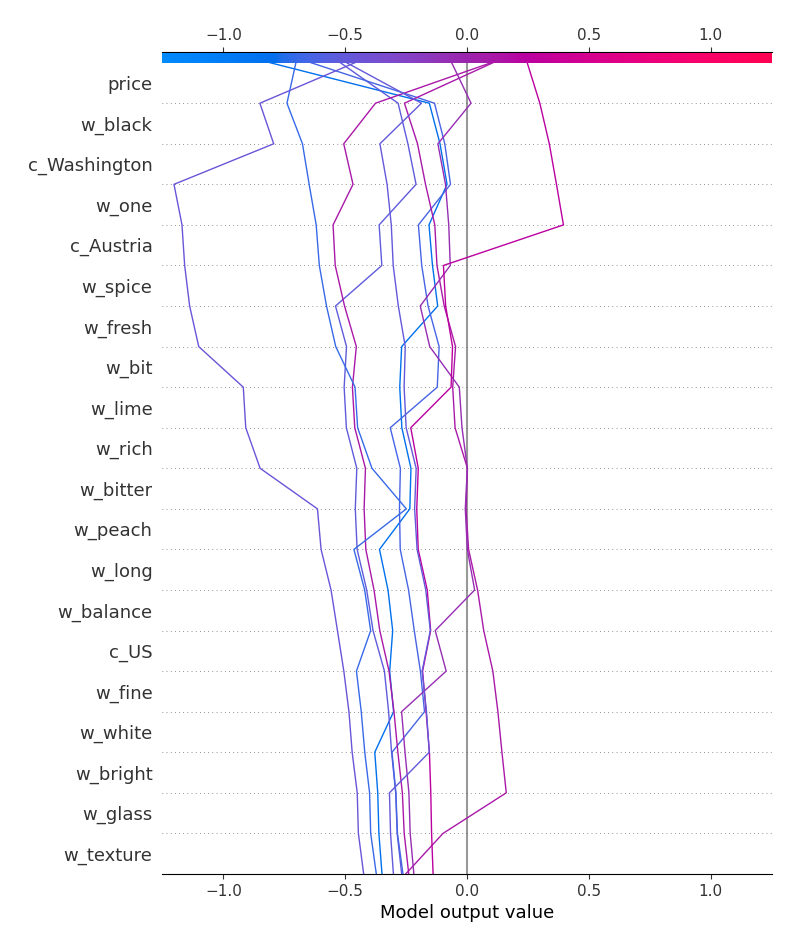 −1.0 −0.5 0.0 0.5 1.0
price
w_black
c_Washington
w_one
c_Austria
w_spice
w_fresh
w_bit
w_lime
w_rich
w_bitter
w_peach
w_long
w_balance
c_US
w_fine
w_white
w_bright
w_glass
w_texture
−1.0 −0.5 0.0 0.5 1.0
Model output value